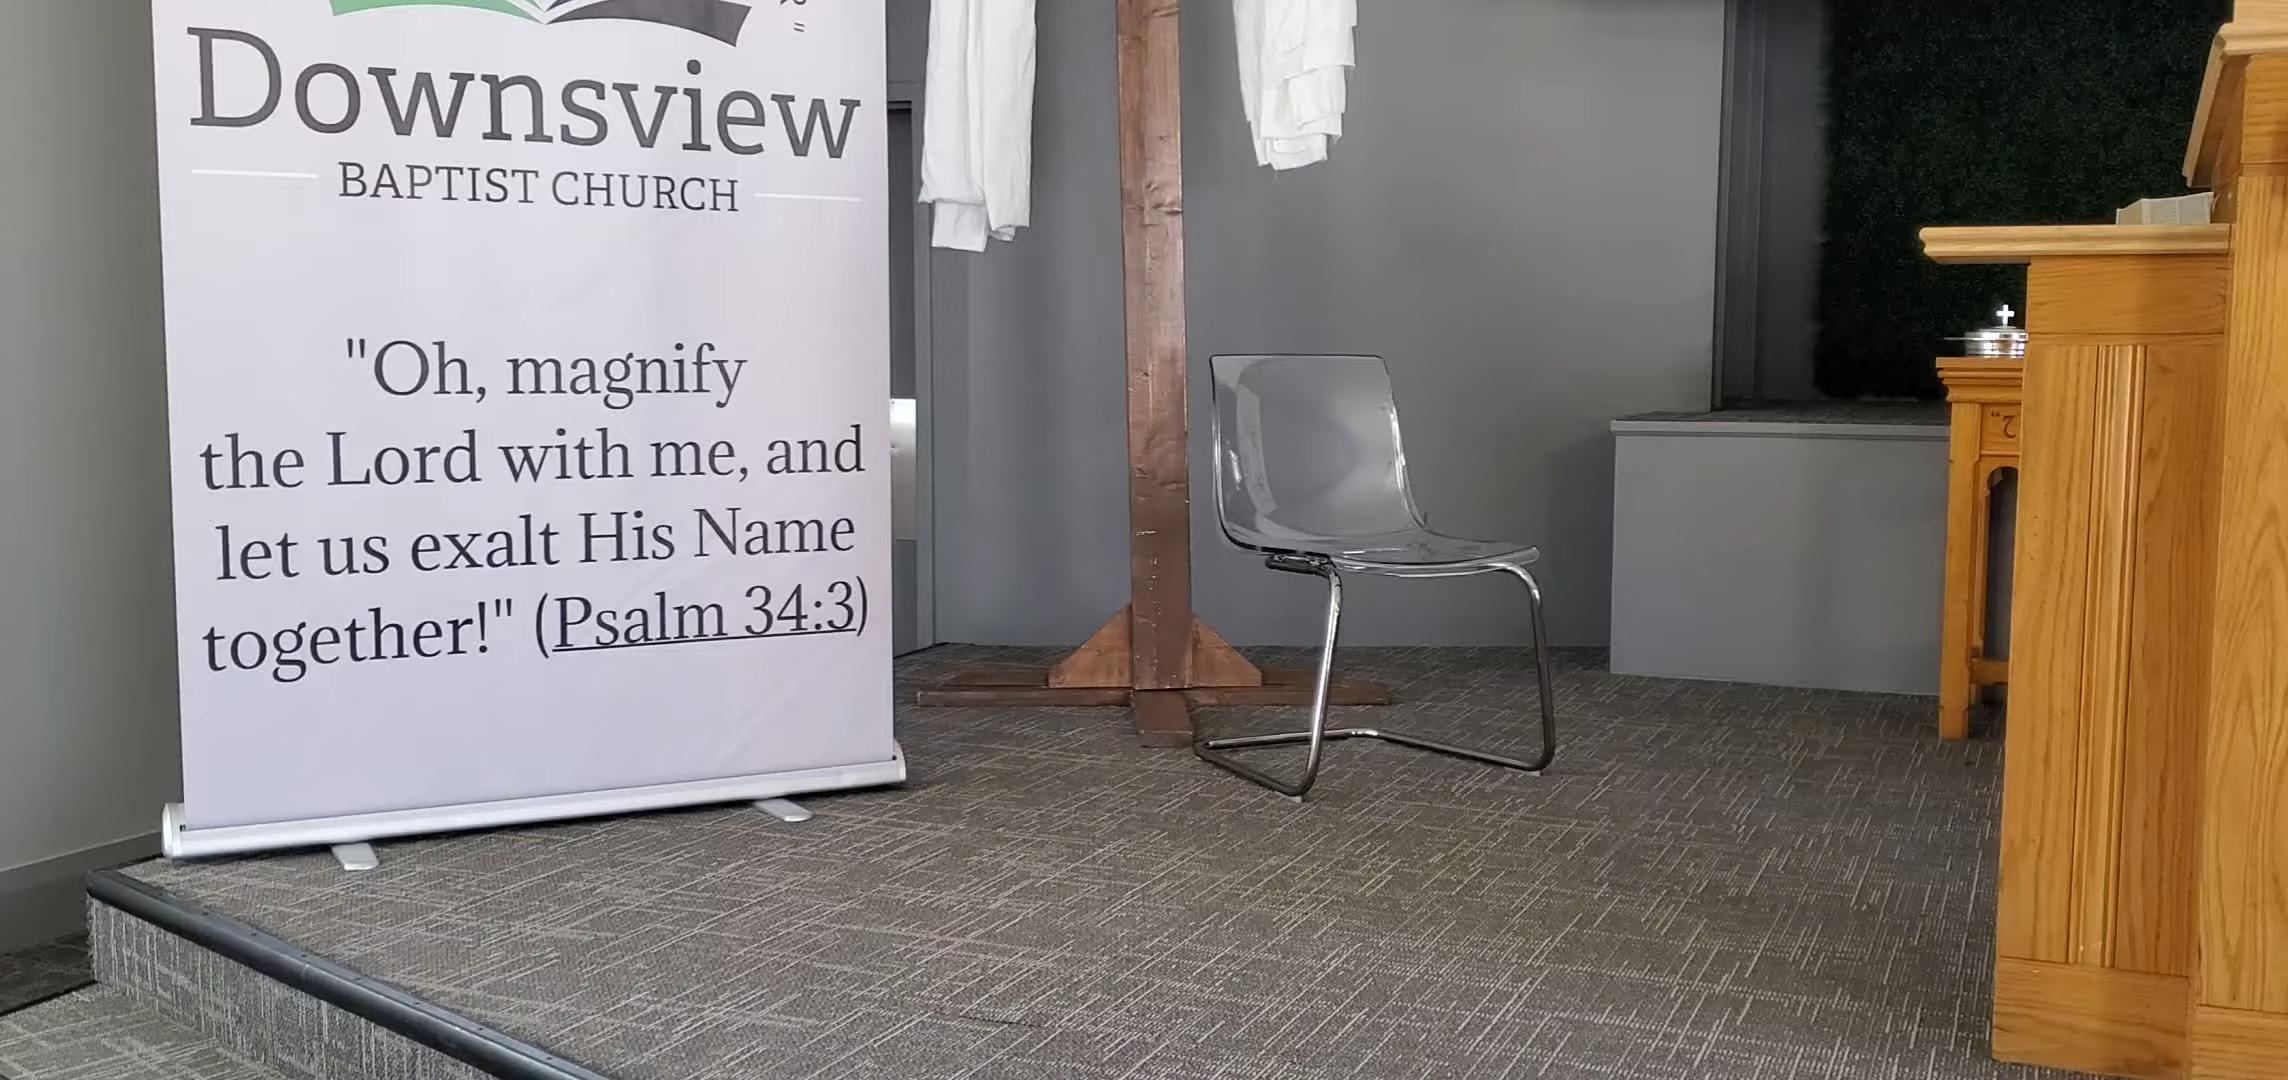 Downsview
BAPTIST CHURCH
"Oh, magnify
the Lord with me, and
let us exalt His Name
together!" (Psalm 34:3)